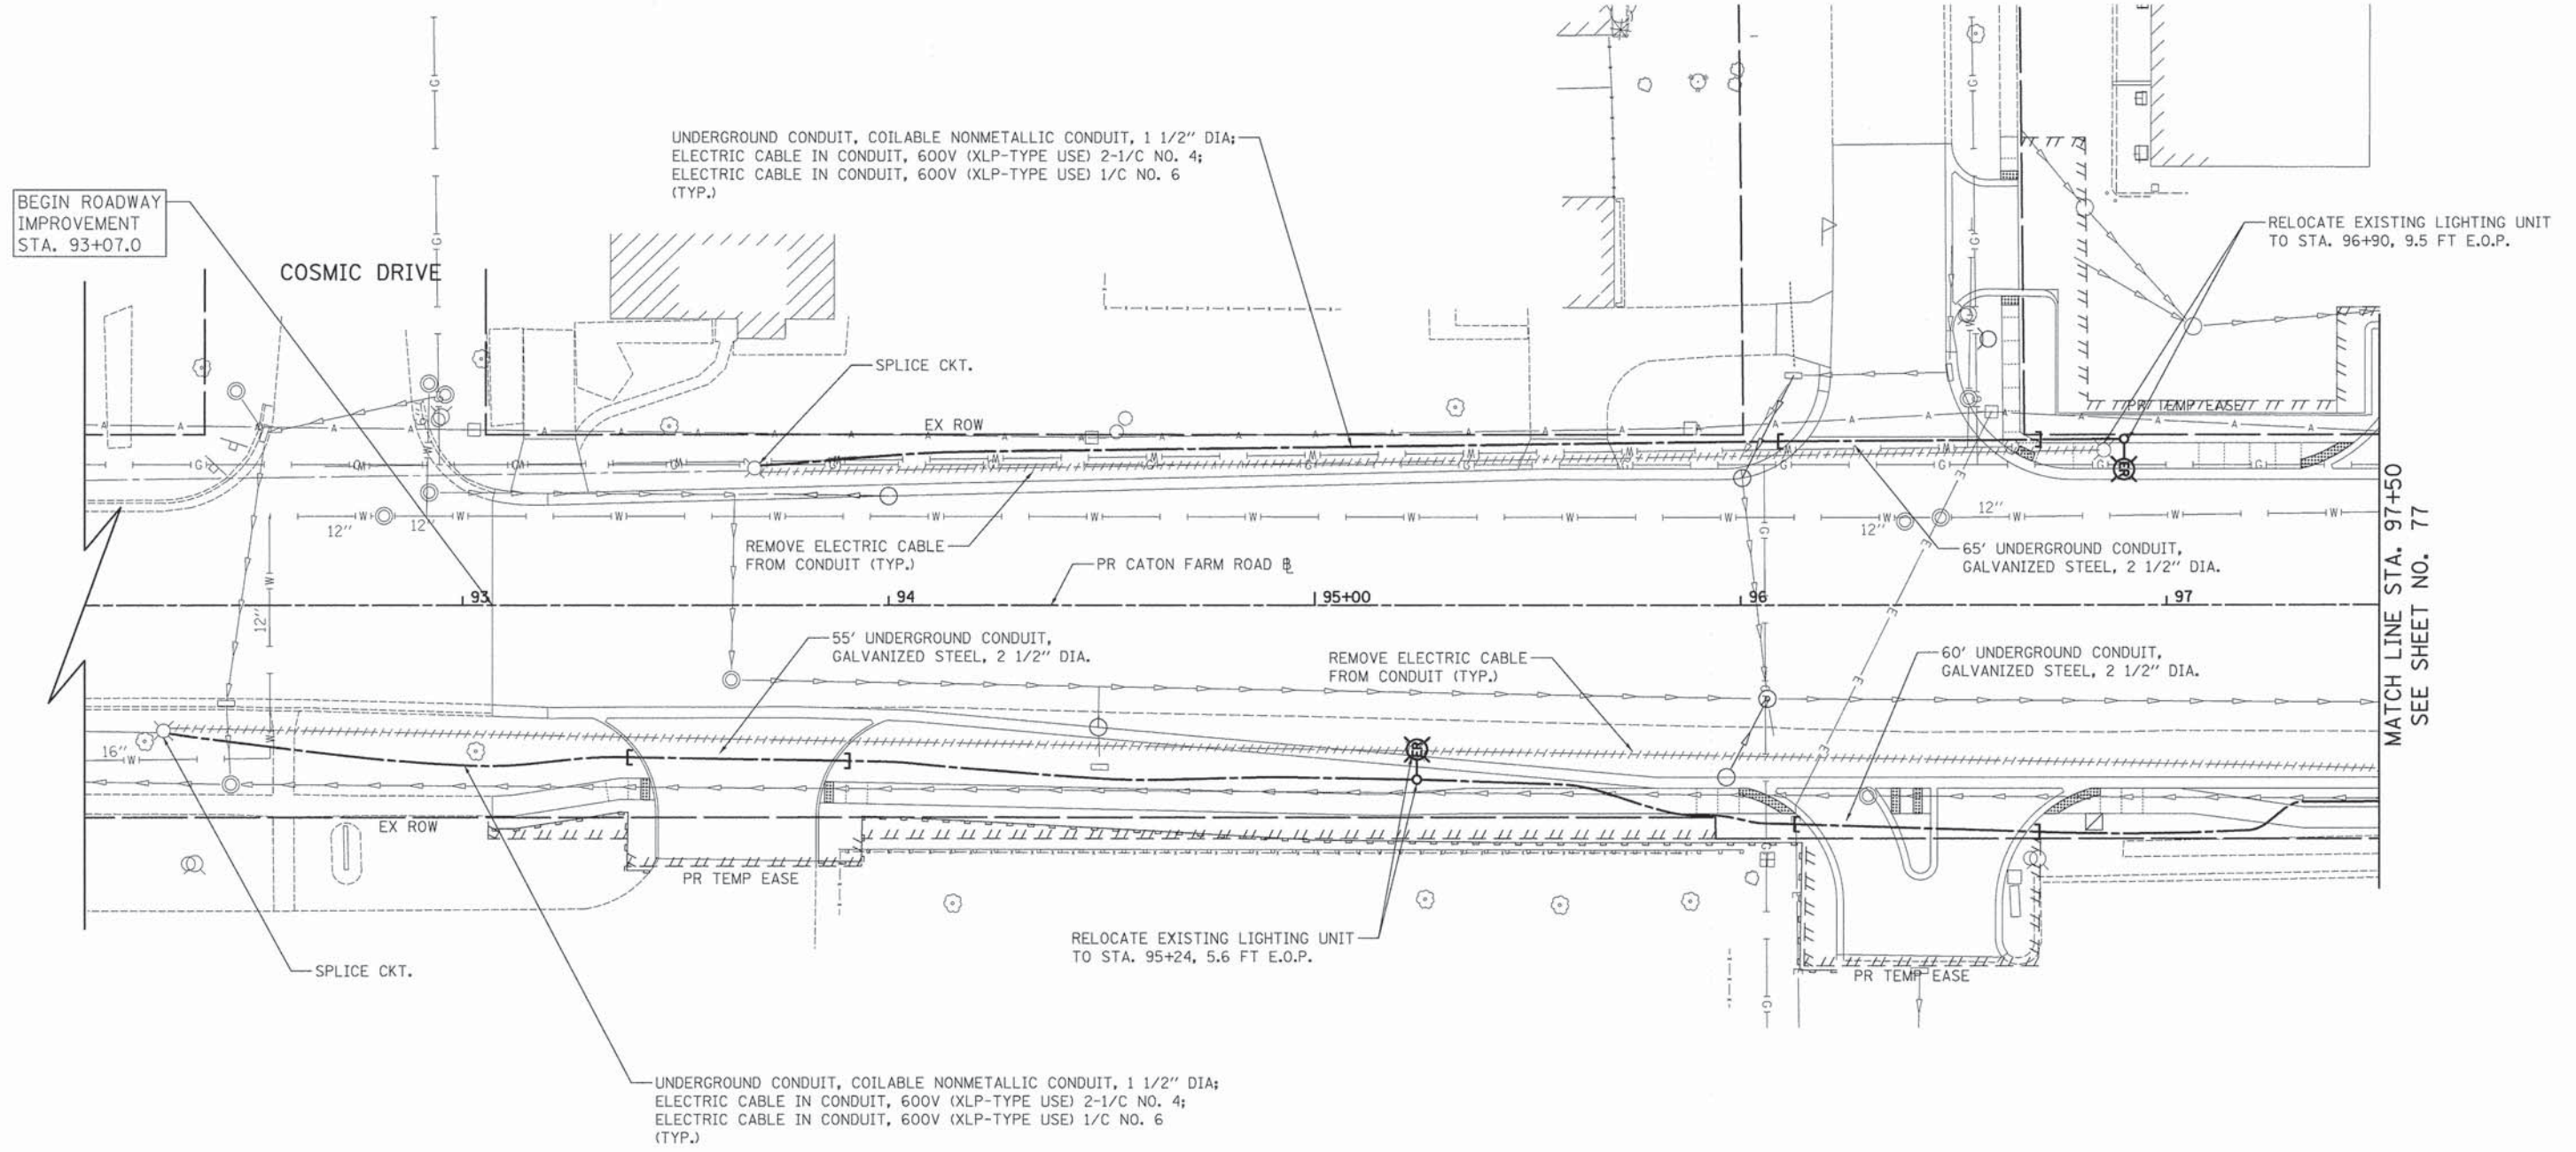 UNDERGROUND CONDUIT, COILABLE NONMETALLIC CONDUIT, 1 1/2" DIA;
ELECTRIC CABLE IN CONDUIT, 600V (XLP-TYPE USE) 2-1/C NO. 4;
ELECTRIC CABLE IN CONDUIT, 600V (XLP-TYPE USE) 1/C NO. 6
(TYP.)
BEGIN ROADWAY
IMPROVEMENT
STA. 93+07.0
COSMIC DRIVE
RELOCATE EXISTING LIGHTING UNIT
TO STA. 96+90, 9.5 FT E.O.P.
SPLICE CKT.
EX ROW
PR TEMP EASE
ER
12"
12"
12"
12"
REMOVE ELECTRIC CABLE
FROM CONDUIT (TYP.)
PR CATON FARM ROAD BL
65' UNDERGROUND CONDUIT,
GALVANIZED STEEL, 2 1/2" DIA.
93
94
95+00
96
97
12"
MATCH LINE STA. 97+50
SEE SHEET NO. 77
55' UNDERGROUND CONDUIT,
GALVANIZED STEEL, 2 1/2" DIA.
REMOVE ELECTRIC CABLE
FROM CONDUIT (TYP.)
60' UNDERGROUND CONDUIT,
GALVANIZED STEEL, 2 1/2" DIA.
16"
ER
EX ROW
PR TEMP EASE
RELOCATE EXISTING LIGHTING UNIT
TO STA. 95+24, 5.6 FT E.O.P.
SPLICE CKT.
PR TEMP EASE
UNDERGROUND CONDUIT, COILABLE NONMETALLIC CONDUIT, 1 1/2" DIA;
ELECTRIC CABLE IN CONDUIT, 600V (XLP-TYPE USE) 2-1/C NO. 4;
ELECTRIC CABLE IN CONDUIT, 600V (XLP-TYPE USE) 1/C NO. 6
(TYP.)